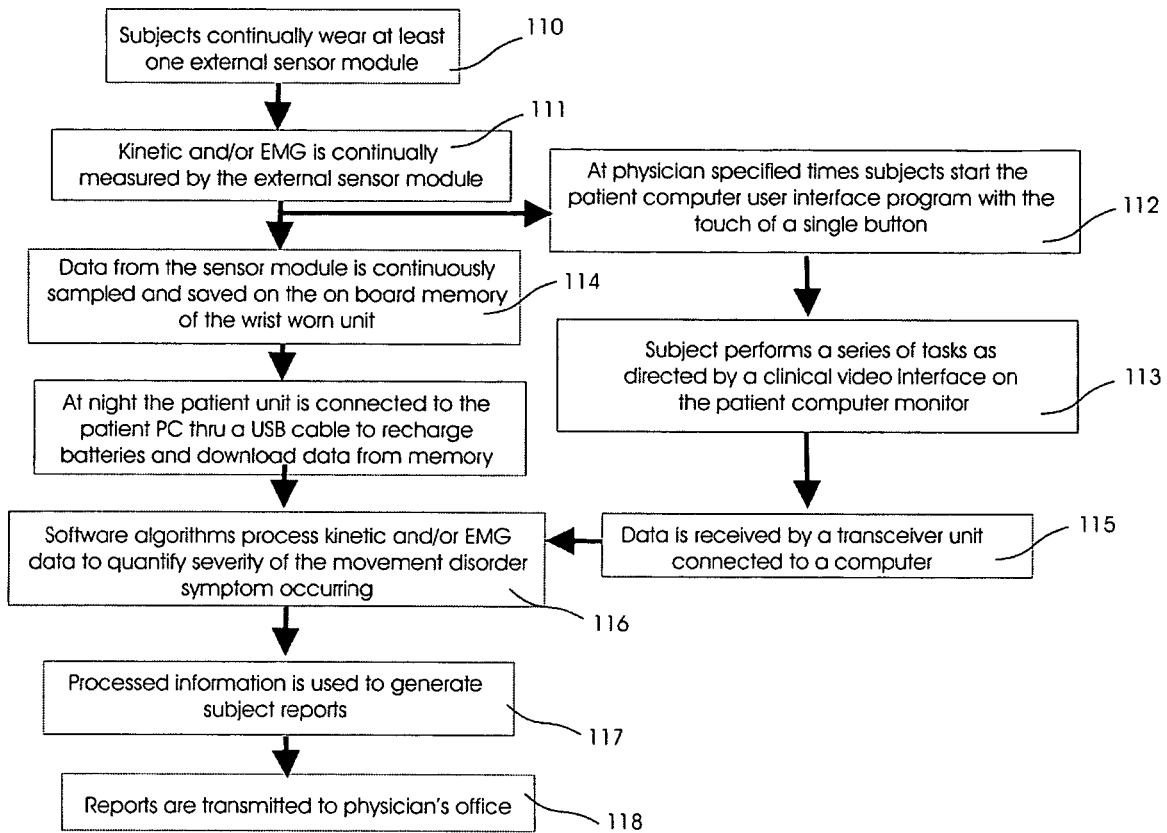 Subjects continually wear at least
one external sensor module
110
Kinetic and/or EMG is continually
measured by the external sensor module
111
At physician specified times subjects start the
patient computer user interface program with the
touch of a single button
112
Data from the sensor module is continuously
sampled and saved on the on board memory
of the wrist worn unit
114
Subject performs a series of tasks as
directed by a clinical video interface on
the patient computer monitor
113
At night the patient unit is connected to the
patient PC thru a USB cable to recharge
batteries and download data from memory
Software algorithms process kinetic and/or EMG
data to quantify severity of the movement disorder
symptom occurring
116
Data is received by a transceiver unit
connected to a computer
115
Processed information is used to generate
subject reports
117
Reports are transmitted to physician's office
118